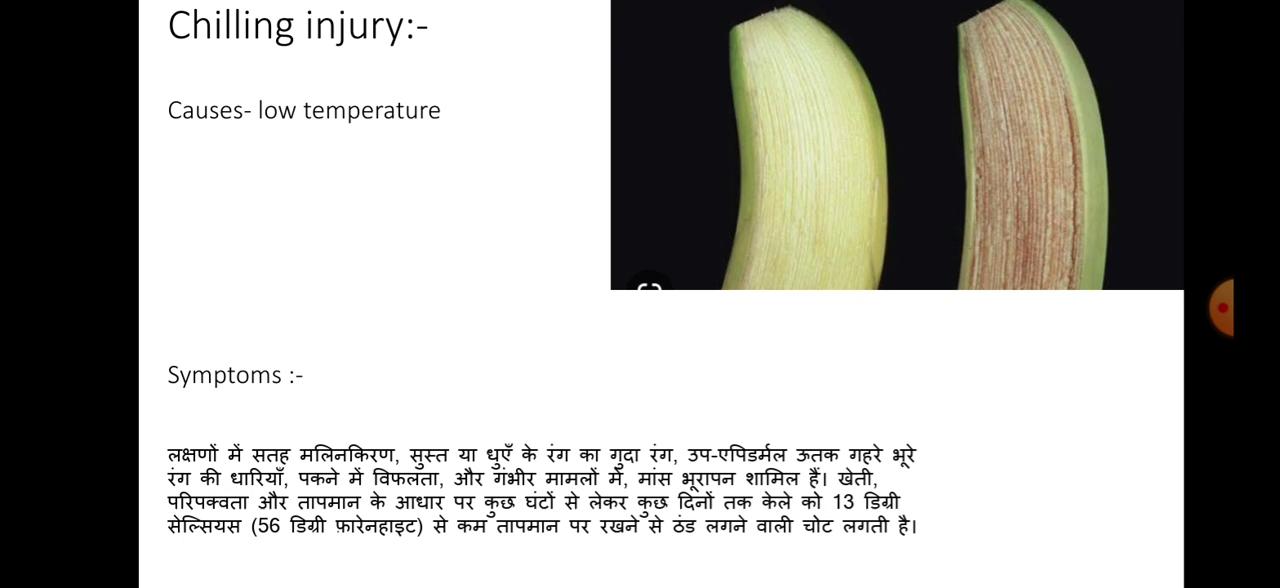 Chilling injury:-
Causes- low temperature
Symptoms :-
लक्षणों में सतह मलिनकिरण, सुस्त या धुएँ के रंग का गुदा रंग, उप-एपिडर्मल ऊतक गहरे भूरे
रंग की धारियाँ, पकने में विफलता, और गंभीर मामलों में, मांस भूरापन शामिल हैं। खेती,
परिपक्वता और तापमान के आधार पर कुछ घंटों से लेकर कुछ दिनों तक केले को 13 डिग्री
सेल्सियस (56 डिग्री फ़ारेनहाइट) से कम तापमान पर रखने से ठंड लगने वाली चोट लगती है।